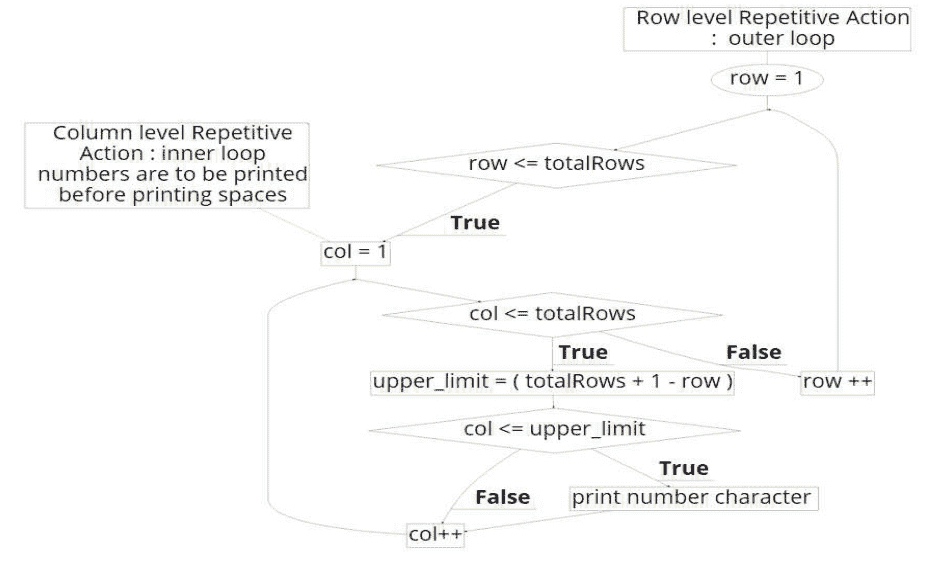 Row level Repetitive Action
: outer loop
row = 1
Column level Repetitive
Action : inner loop
numbers are to be printed
before printing spaces
row <= totalRows
True
col = 1
col <= totalRows
True
False
upper_limit = ( totalRows + 1 - row )
row ++
col <= upper_limit
True
False
print number character
col++